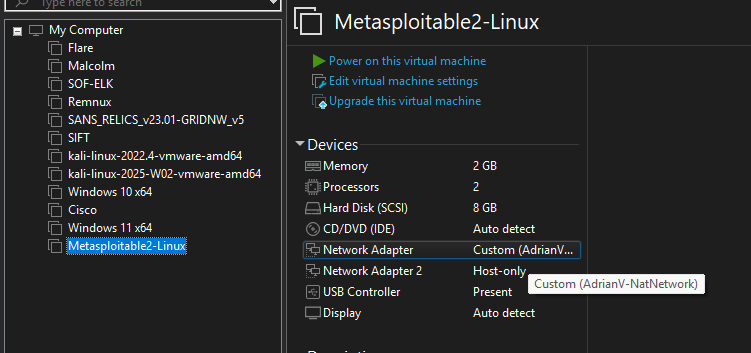 Type here to search
My Computer
Flare
Malcolm
SOF-ELK
Remnux
SANS_RELICS_v23.01-GRIDNW_v5
SIFT
kali-linux-2022.4-vmware-amd64
kali-linux-2025-W02-vmware-amd64
Windows 10 x64
Cisco
Windows 11 x64
Metasploitable2-Linux
Metasploitable2-Linux
Power on this virtual machine
Edit virtual machine settings
Upgrade this virtual machine
Devices
Memory 2 GB
Processors 2
Hard Disk (SCSI) 8 GB
CD/DVD (IDE) Auto detect
Network Adapter Custom (AdrianV...
Network Adapter 2 Host-only
Custom (AdrianV-NatNetwork)
USB Controller Present
Display Auto detect